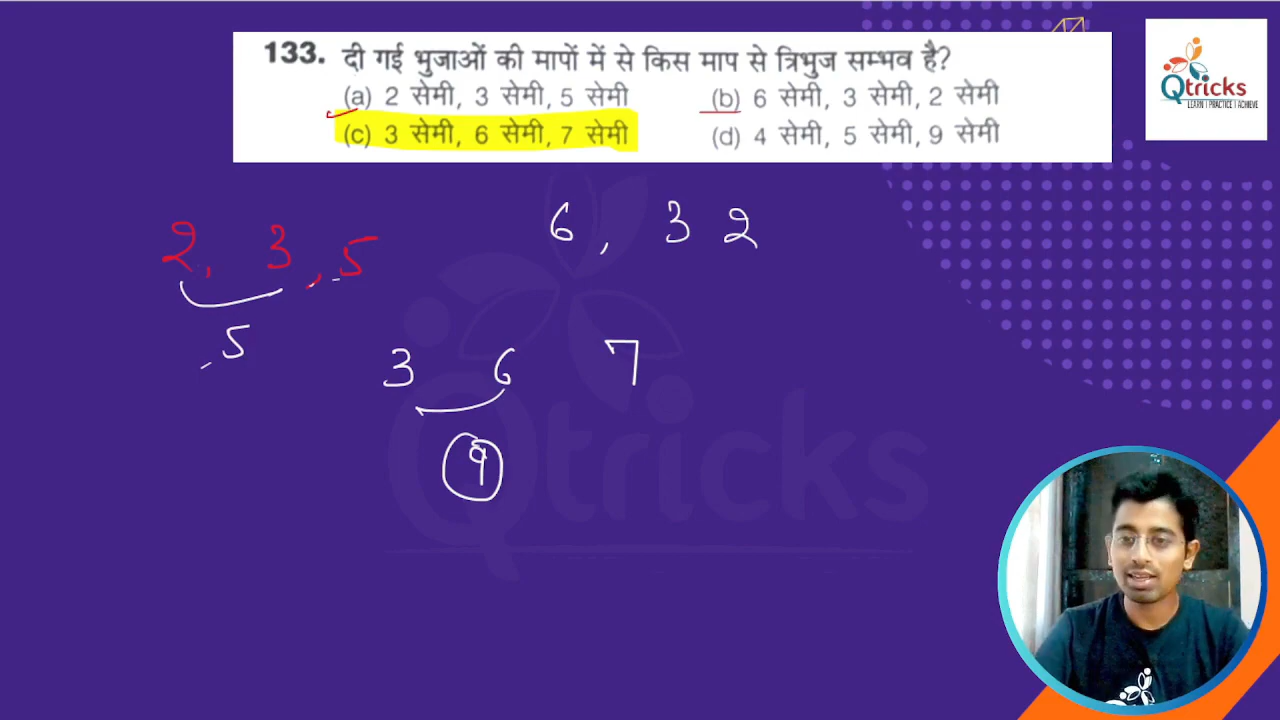 133. दी गई भुजाओं की मापों में से किस माप से त्रिभुज सम्भव है?
(a) 2 सेमी, 3 सेमी, 5 सेमी (b) 6 सेमी, 3 सेमी, 2 सेमी
(c) 3 सेमी, 6 सेमी, 7 सेमी (d) 4 सेमी, 5 सेमी, 9 सेमी
Qtricks
LEARN | PRACTICE | ACHIEVE
6, 3 2
2, 3, 5
5
3 6 7
9
Qtricks